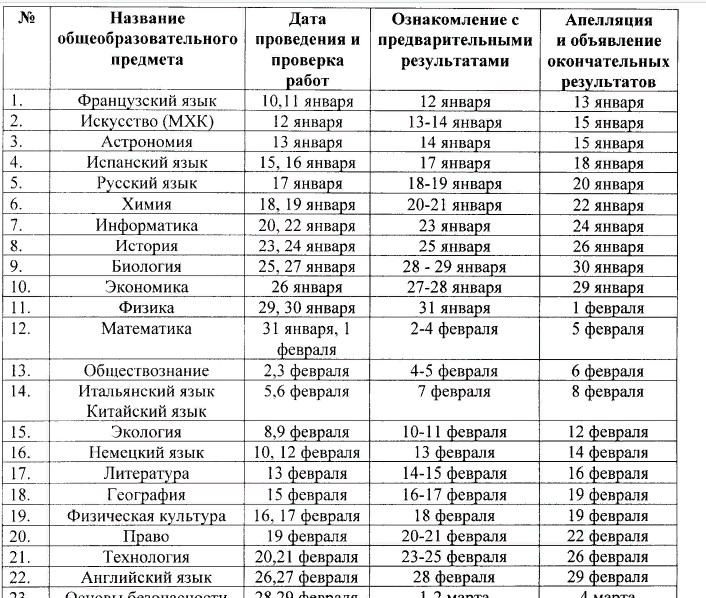 № Название общеобразовательного предмета Дата проведения и проверка работ Ознакомление с предварительными результатами Апелляция и объявление окончательных результатов
1. Французский язык 10,11 января 12 января 13 января
2. Искусство (МХК) 12 января 13-14 января 15 января
3. Астрономия 13 января 14 января 15 января
4. Испанский язык 15, 16 января 17 января 18 января
5. Русский язык 17 января 18-19 января 20 января
6. Химия 18, 19 января 20-21 января 22 января
7. Информатика 20, 22 января 23 января 24 января
8. История 23, 24 января 25 января 26 января
9. Биология 25, 27 января 28 - 29 января 30 января
10. Экономика 26 января 27-28 января 29 января
11. Физика 29, 30 января 31 января 1 февраля
12. Математика 31 января, 1 февраля 2-4 февраля 5 февраля
13. Обществознание 2,3 февраля 4-5 февраля 6 февраля
14. Итальянский язык Китайский язык 5,6 февраля 7 февраля 8 февраля
15. Экология 8,9 февраля 10-11 февраля 12 февраля
16. Немецкий язык 10, 12 февраля 13 февраля 14 февраля
17. Литература 13 февраля 14-15 февраля 16 февраля
18. География 15 февраля 16-17 февраля 19 февраля
19. Физическая культура 16, 17 февраля 18 февраля 19 февраля
20. Право 19 февраля 20-21 февраля 22 февраля
21. Технология 20,21 февраля 23-25 февраля 26 февраля
22. Английский язык 26,27 февраля 28 февраля 29 февраля
23. Основы безопасности 28,29 февраля 1-2 марта 4 марта